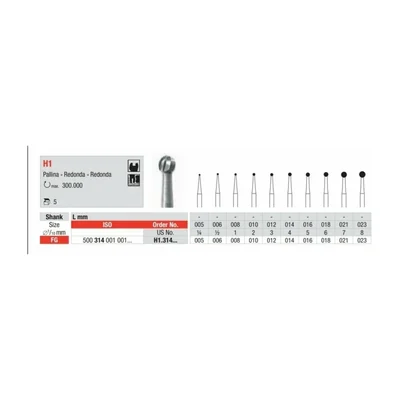 H1
Pallina - Redonda - Redonda
max. 300.000
5
Shank L mm - - - - - - - - - -
Size ISO Order No. 005 006 008 010 012 014 016 018 021 023
Ø 1/10 mm US No. ¼ ½ 1 2 3 4 5 6 7 8
FG 500 314 001 001... H1.314... 005 006 008 010 012 014 016 018 021 023